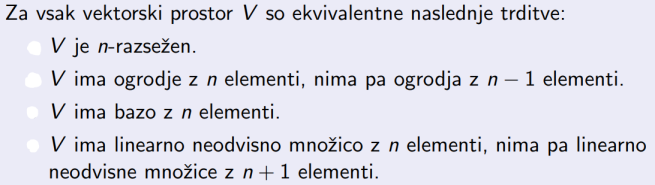 Za vsak vektorski prostor V so ekvivalentne naslednje trditve:
V je n-razsežen.
V ima ogrodje z n elementi, nima pa ogrodja z n − 1 elementi.
V ima bazo z n elementi.
V ima linearno neodvisno množico z n elementi, nima pa linearno
neodvisne množice z n + 1 elementi.